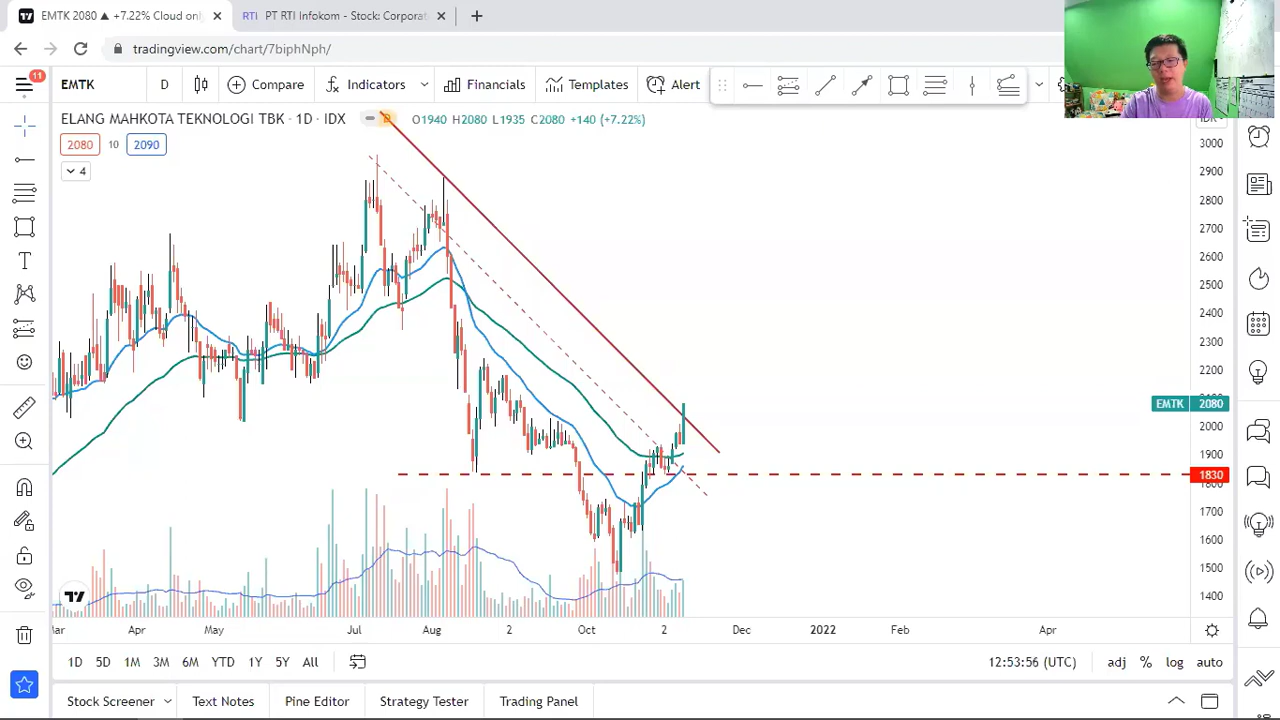 EMTK 2080 ▲ +7.22% Cloud onl
RTI PT RTI Infokom - Stock: Corporat
tradingview.com/chart/7biphNph/
11
EMTK
D
Compare
Indicators
Financials
Templates
Alert
ELANG MAHKOTA TEKNOLOGI TBK · 1D · IDX
D
O1940 H2080 L1935 C2080 +140 (+7.22%)
2080
10
2090
4
3000
2900
2800
2700
2600
2500
2400
2300
2200
EMTK 2080
2000
1900
1830
1700
1600
1500
1400
Mar
Apr
May
Jul
Aug
2
Oct
2
Dec
2022
Feb
Apr
1D
5D
1M
3M
6M
YTD
1Y
5Y
All
12:53:56 (UTC)
adj
%
log
auto
Stock Screener
Text Notes
Pine Editor
Strategy Tester
Trading Panel